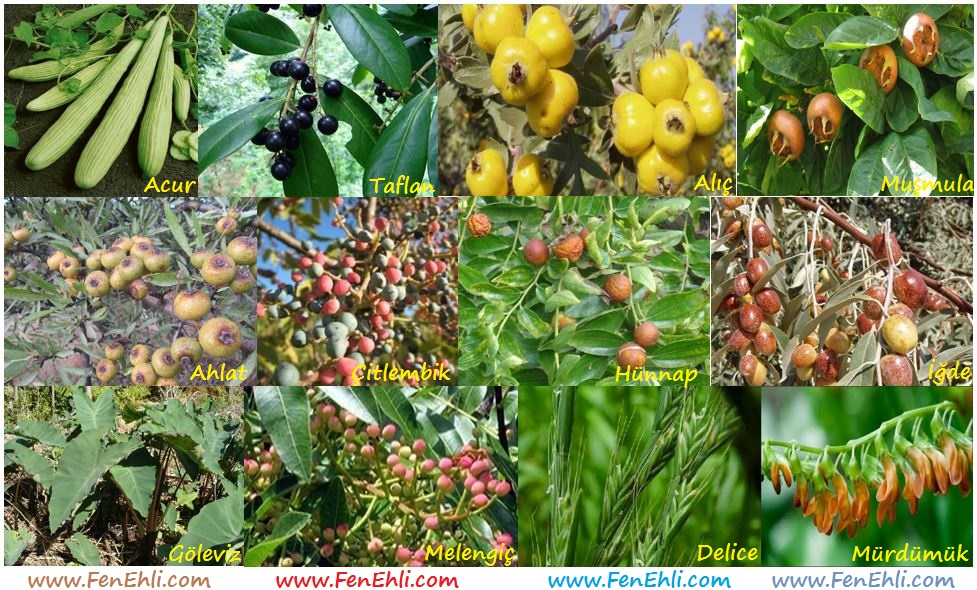 Acur
Taflan
Alıç
Muşmula
Ahlat
Çitlembik
Hünnap
İğde
Göleviz
Melengiç
Delice
Mürdümük
www.FenEhli.com
www.FenEhli.com
www.FenEhli.com
www.FenEhli.com